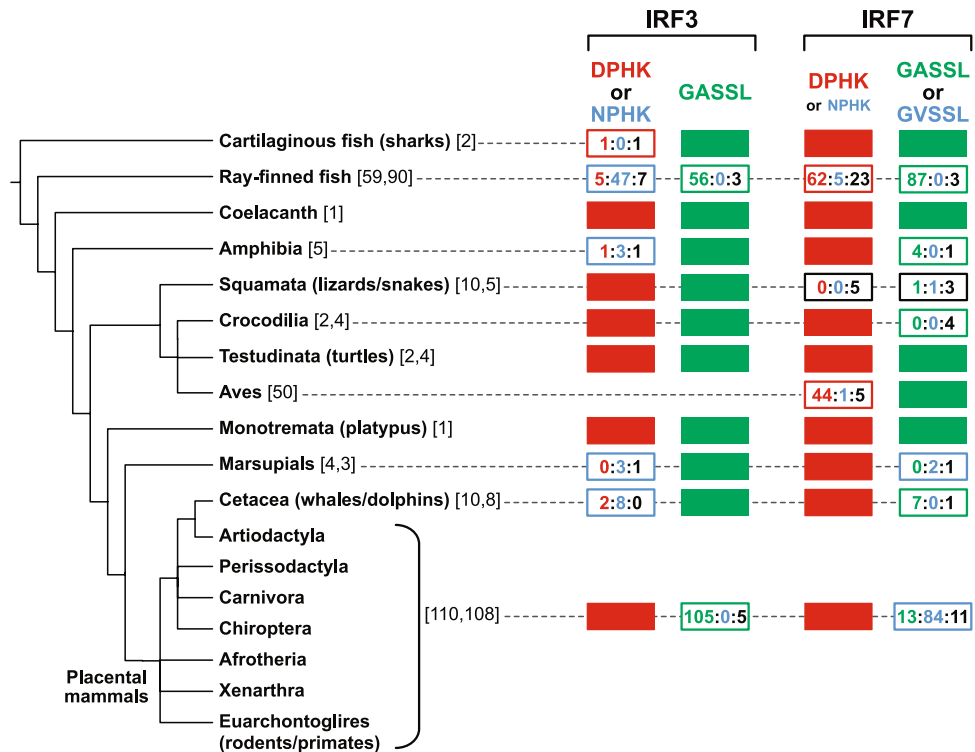 IRF3 IRF7
DPHK GASSL DPHK GASSL
or or NPHK or
NPHK GVSSL
Cartilaginous fish (sharks) [2] 1:0:1
Ray-finned fish [59,90] 5:47:7 56:0:3 62:5:23 87:0:3
Coelacanth [1]
Amphibia [5] 1:3:1 4:0:1
Squamata (lizards/snakes) [10,5] 0:0:5 1:1:3
Crocodilia [2,4] 0:0:4
Testudinata (turtles) [2,4]
Aves [50] 44:1:5
Monotremata (platypus) [1]
Marsupials [4,3] 0:3:1 0:2:1
Cetacea (whales/dolphins) [10,8] 2:8:0 7:0:1
Artiodactyla
Perissodactyla
Carnivora
[110,108] 105:0:5 13:84:11
Chiroptera
Afrotheria
Placental
mammals
Xenarthra
Euarchontoglires
(rodents/primates)